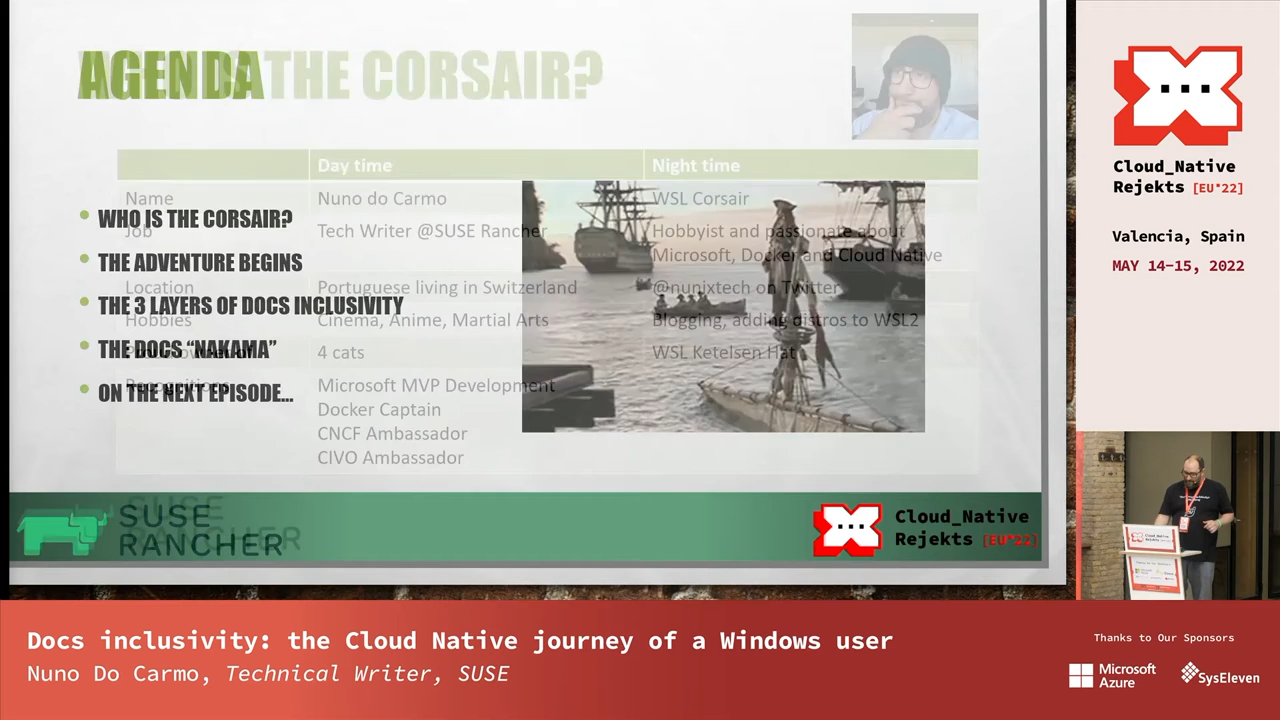 AGENDA
WHO IS THE CORSAIR?
Day time
Night time
Name
Nuno do Carmo
WSL Corsair
WHO IS THE CORSAIR?
Job
Tech Writer @SUSE Rancher
Hobbyist and passionate about
Microsoft, Docker and Cloud Native
THE ADVENTURE BEGINS
Location
Portuguese living in Switzerland
@nunixtech on Twitter
THE 3 LAYERS OF DOCS INCLUSIVITY
Hobbies
Cinema, Anime, Martial Arts
Blogging, adding distros to WSL2
THE DOCS “NAKAMA”
4 cats
WSL Ketelsen Hat
ON THE NEXT EPISODE…
Recognitions
Microsoft MVP Development
Docker Captain
CNCF Ambassador
CIVO Ambassador
SUSE
RANCHER
Cloud_Native
Rejekts [EU*22]
Cloud_Native
Rejekts [EU*22]
Valencia, Spain
MAY 14-15, 2022
Docs inclusivity: the Cloud Native journey of a Windows user
Nuno Do Carmo, Technical Writer, SUSE
Thanks to Our Sponsors
Microsoft
Azure
SysEleven